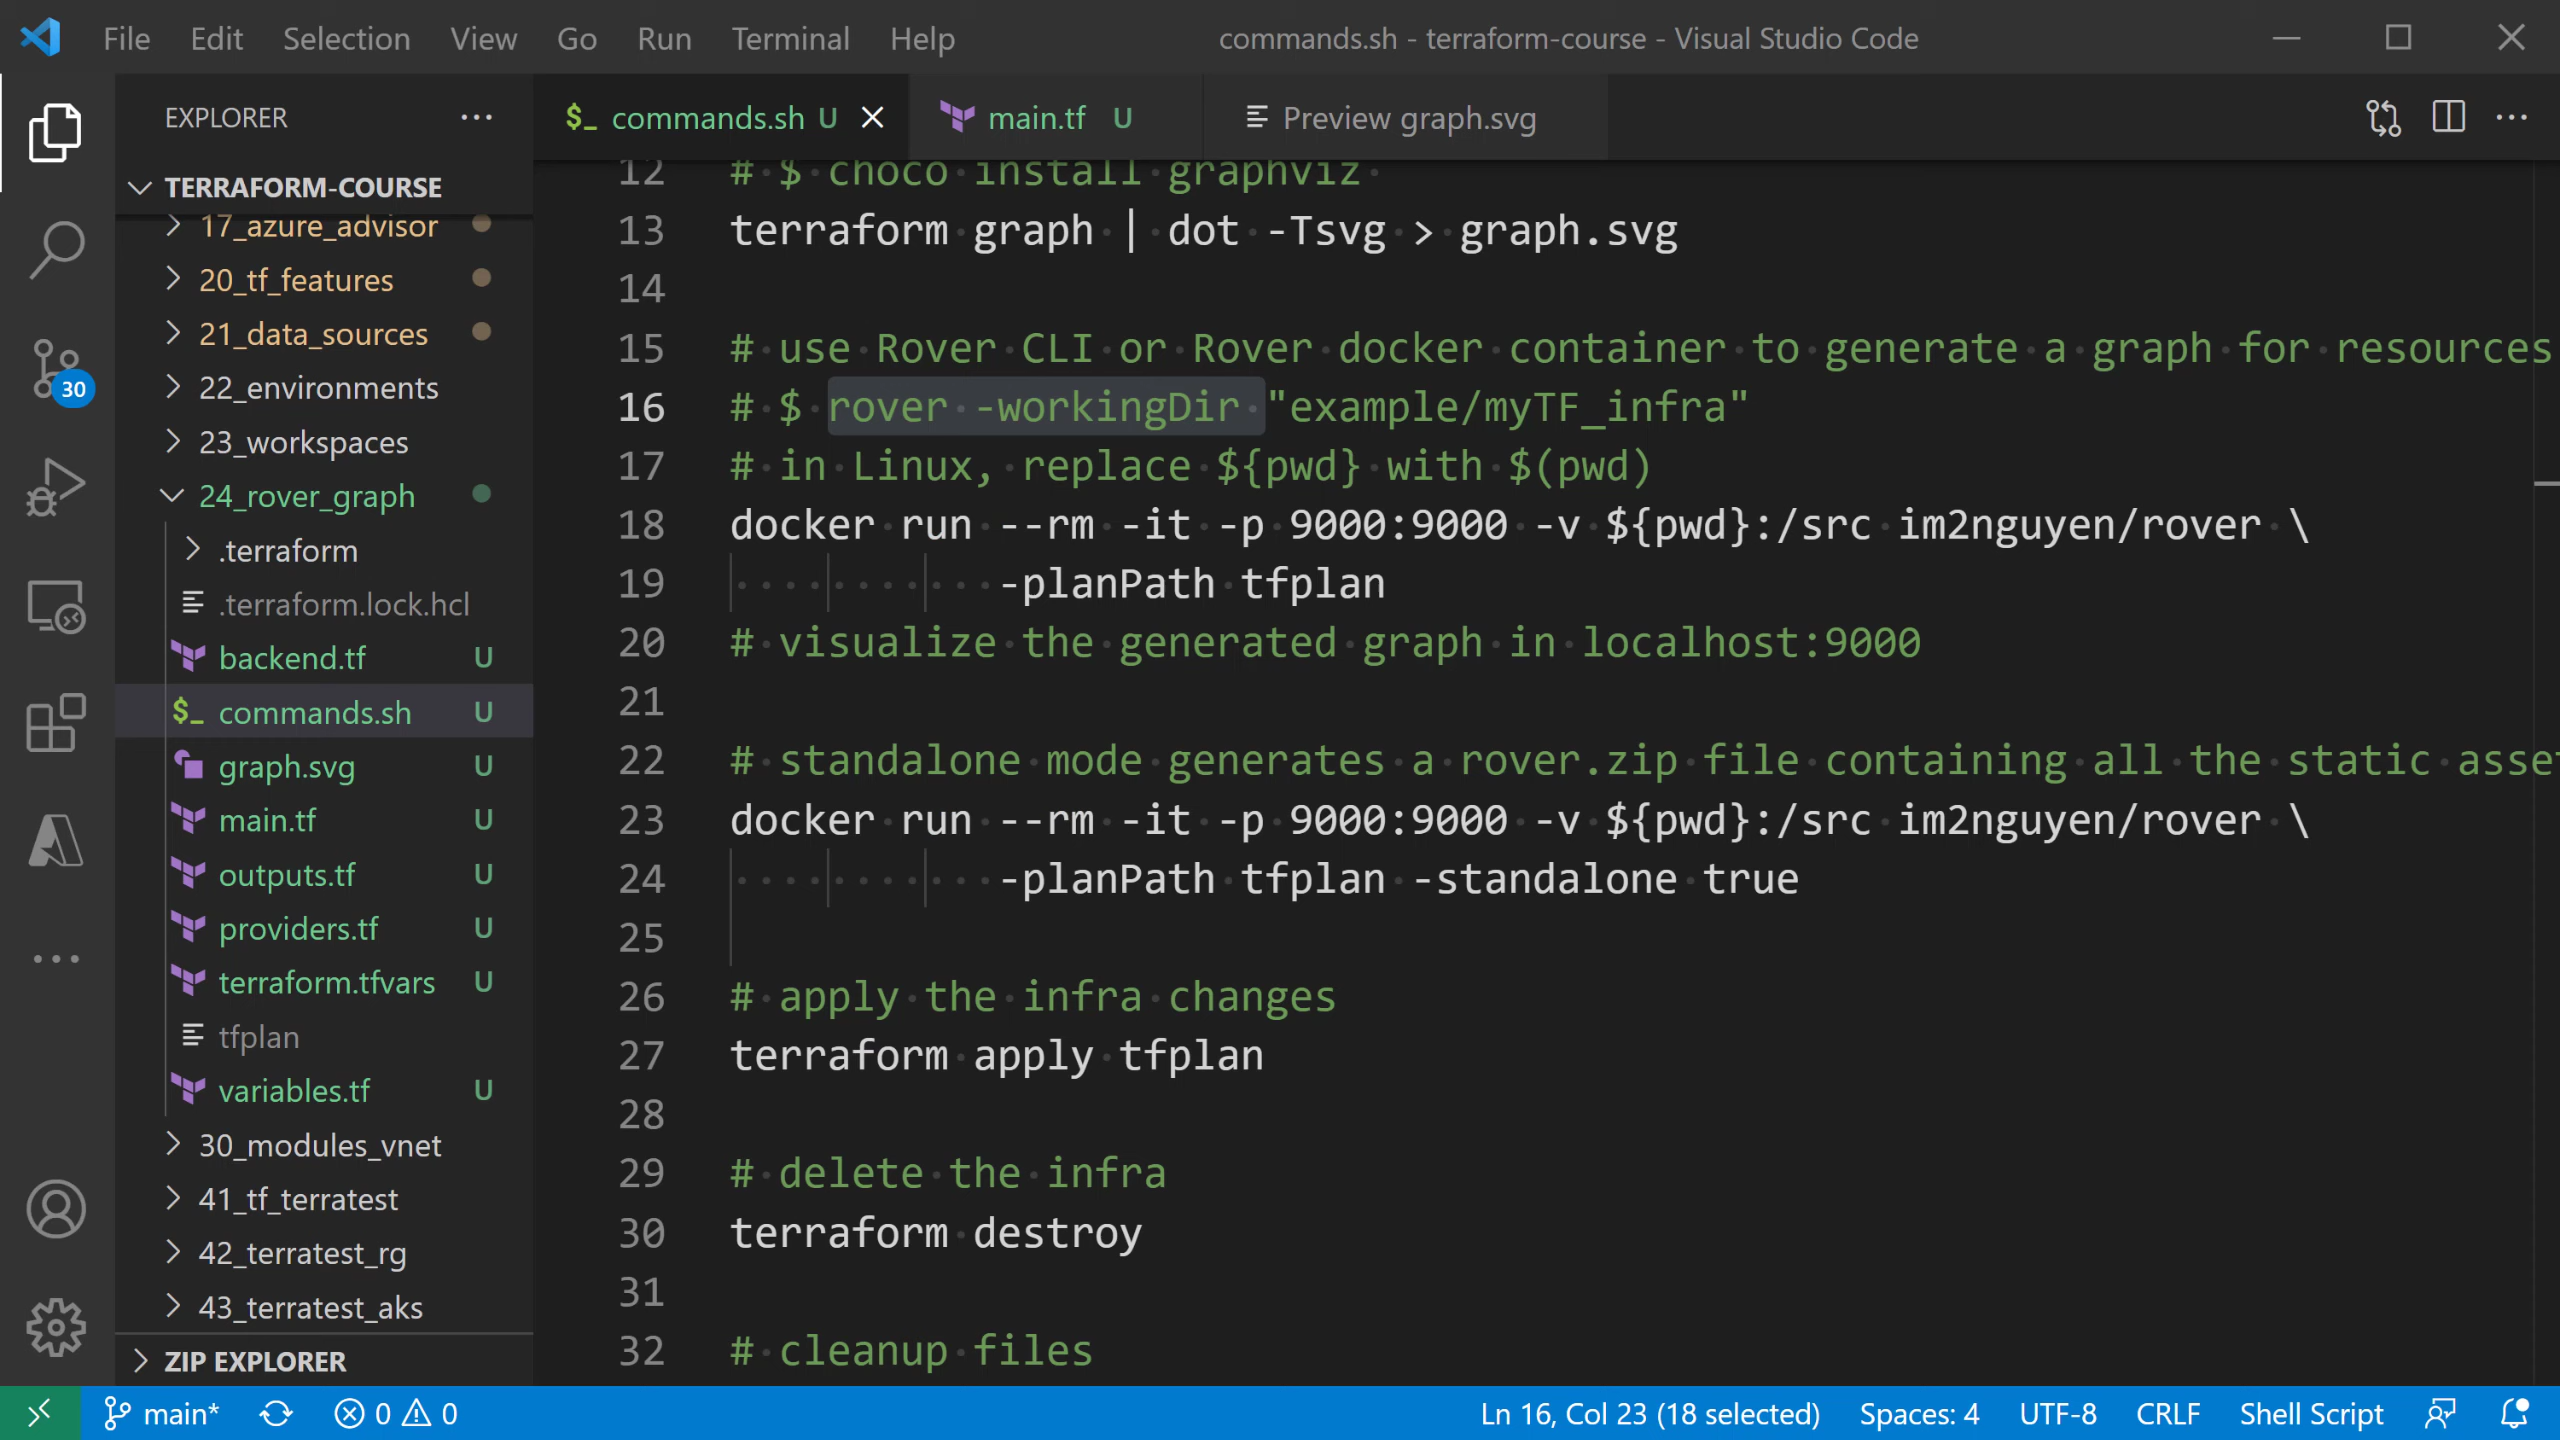 File Edit Selection View Go Run Terminal Help
commands.sh - terraform-course - Visual Studio Code
EXPLORER
TERRAFORM-COURSE
17_azure_advisor
20_tf_features
21_data_sources
22_environments
23_workspaces
24_rover_graph
.terraform
.terraform.lock.hcl
backend.tf U
commands.sh U
graph.svg U
main.tf U
outputs.tf U
providers.tf U
terraform.tfvars U
tfplan
variables.tf U
30_modules_vnet
41_tf_terratest
42_terratest_rg
43_terratest_aks
ZIP EXPLORER
30
$_ commands.sh U
main.tf U
Preview graph.svg
12 # $ choco install graphviz
13 terraform graph | dot -Tsvg > graph.svg
14
15 # use Rover CLI or Rover docker container to generate a graph for resources
16 # $ rover -workingDir "example/myTF_infra"
17 # in Linux, replace ${pwd} with $(pwd)
18 docker run --rm -it -p 9000:9000 -v ${pwd}:/src im2nguyen/rover \
19 -planPath tfplan
20 # visualize the generated graph in localhost:9000
21
22 # standalone mode generates a rover.zip file containing all the static asse
23 docker run --rm -it -p 9000:9000 -v ${pwd}:/src im2nguyen/rover \
24 -planPath tfplan -standalone true
25
26 # apply the infra changes
27 terraform apply tfplan
28
29 # delete the infra
30 terraform destroy
31
32 # cleanup files
main* 0 0
Ln 16, Col 23 (18 selected) Spaces: 4 UTF-8 CRLF Shell Script